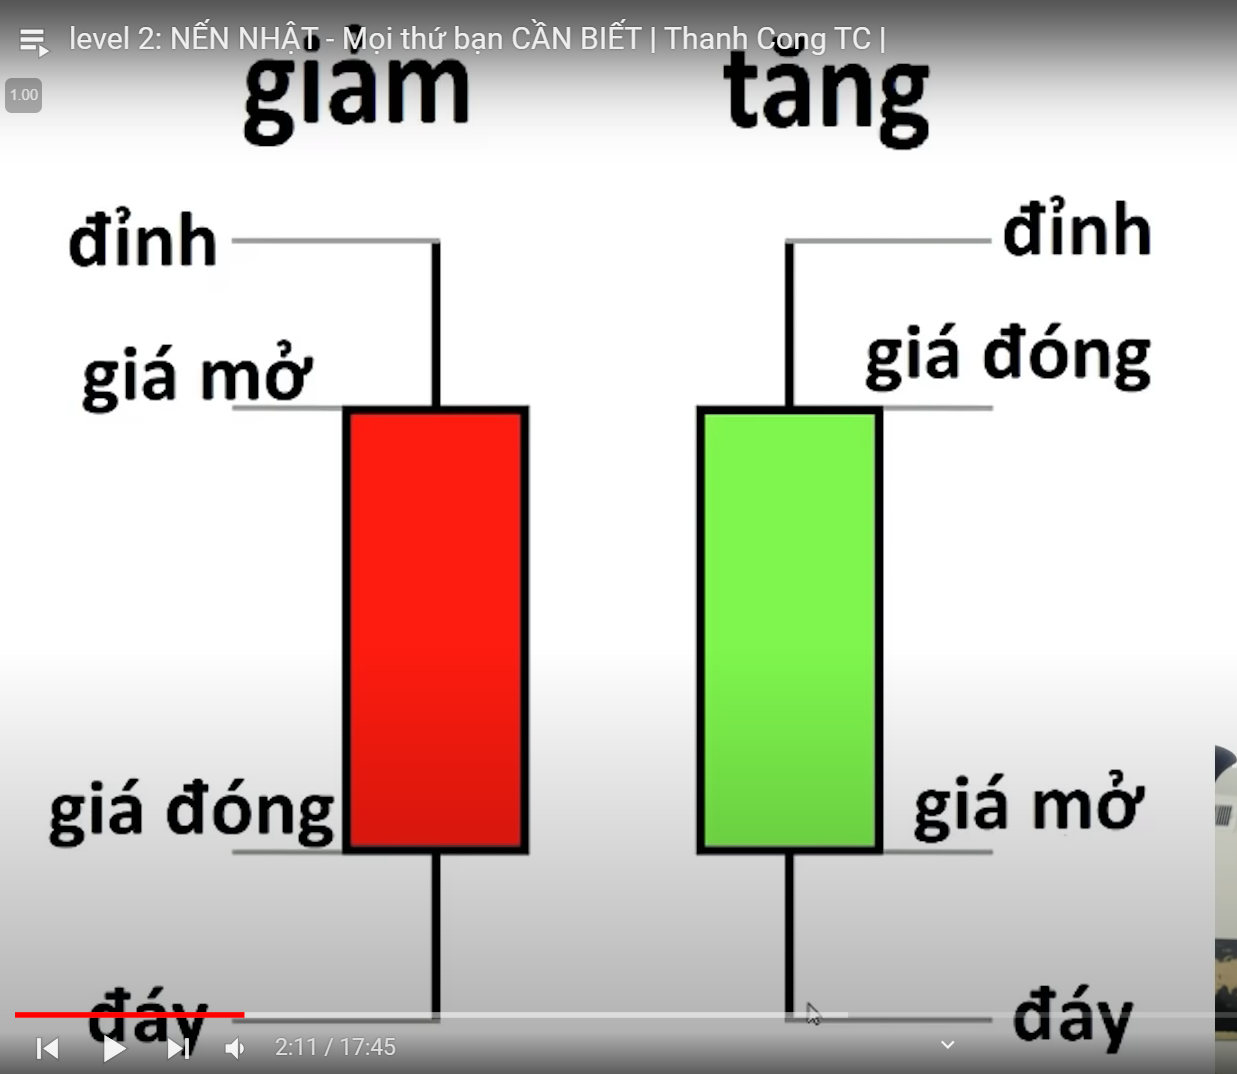 level 2: NẾN NHẬT - Mọi thứ bạn CẦN BIẾT | Thanh Cong TC |
1.00
giảm
tăng
đỉnh
đỉnh
giá mở
giá đóng
giá đóng
giá mở
đáy
đáy
2:11 / 17:45